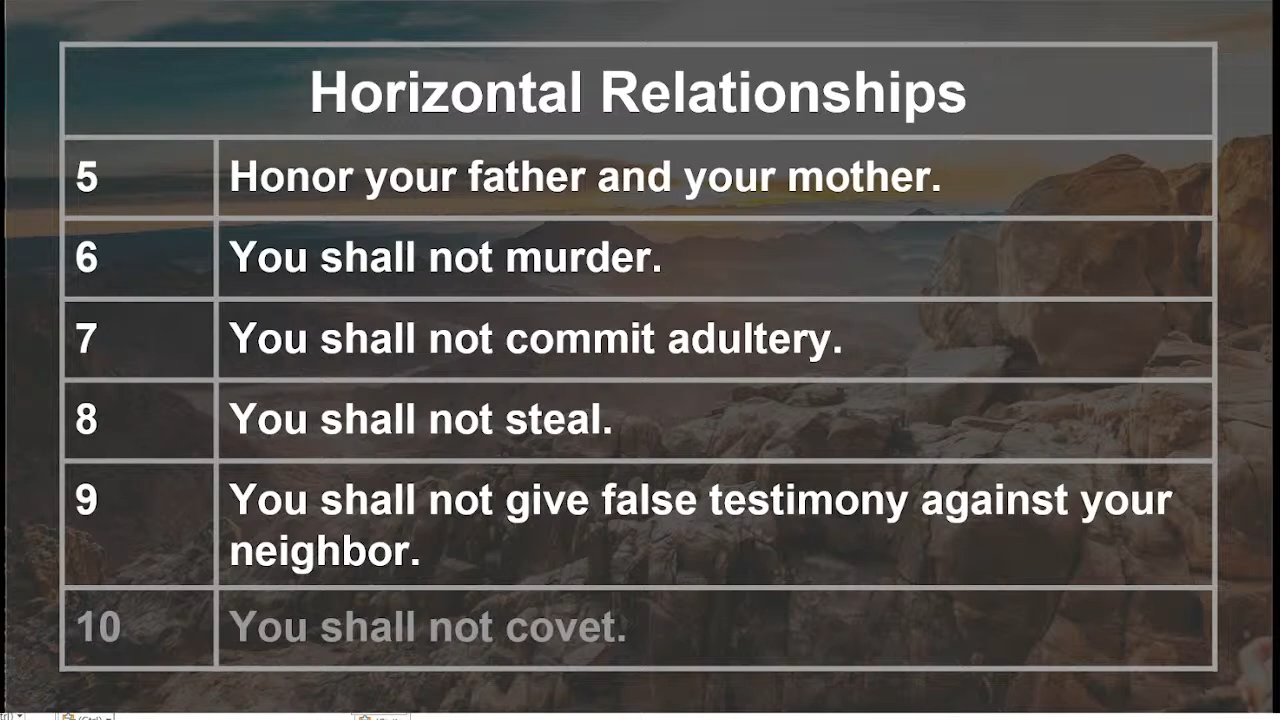 Horizontal Relationships
5 Honor your father and your mother.
6 You shall not murder.
7 You shall not commit adultery.
8 You shall not steal.
9 You shall not give false testimony against your
neighbor.
10 You shall not covet.
(Ctrl)